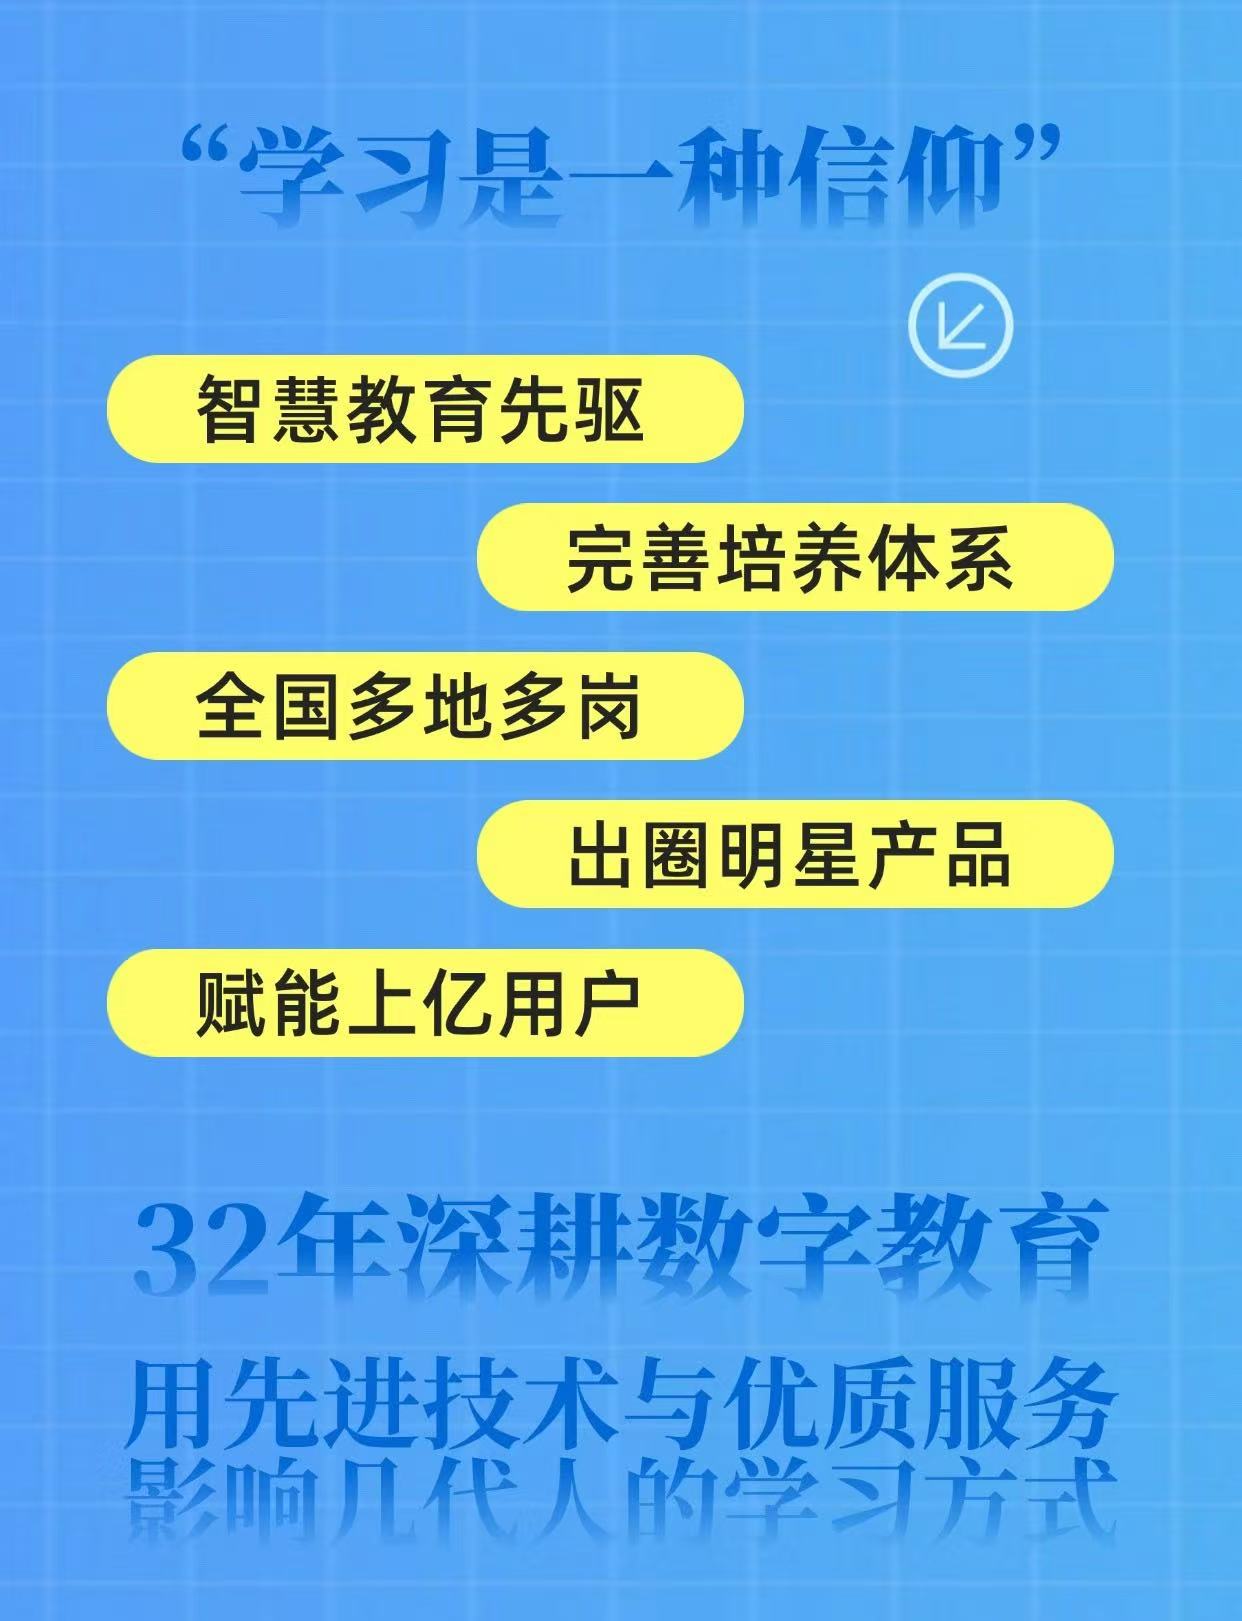 “学习是一种信仰”
智慧教育先驱
完善培养体系
全国多地多岗
出圈明星产品
赋能上亿用户
32年深耕数字教育
用先进技术与优质服务
影响几代人的学习方式